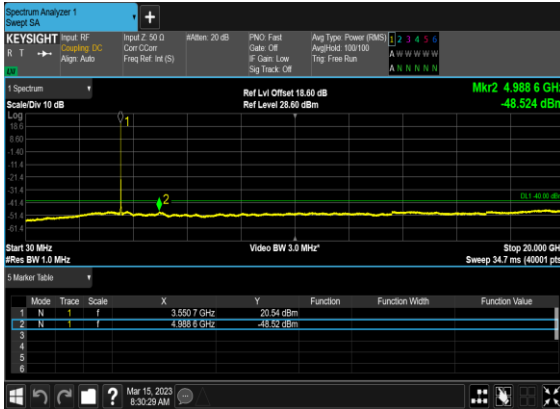 Spectrum Analyzer 1
Swept SA
+
KEYSIGHT
R T
Input: RF
Coupling: DC
Align: Auto
Input Z: 50 Ω
Corr CCorr
Freq Ref: Int (S)
#Atten: 20 dB
PNO: Fast
Gate: Off
IF Gain: Low
Sig Track: Off
Avg Type: Power (RMS)
Avg|Hold: 100/100
Trig: Free Run
1 2 3 4 5 6
A W W W W W
A N N N N N
1 Spectrum
Scale/Div 10 dB
Ref Lvl Offset 18.60 dB
Ref Level 28.60 dBm
Mkr2 4.988 6 GHz
-48.524 dBm
Log
18.6
8.60
-1.40
-11.4
-21.4
-31.4
-41.4
-51.4
-61.4
1
2
DL1 -40.00 dBm
Start 30 MHz
#Res BW 1.0 MHz
Video BW 3.0 MHz*
Stop 20.000 GHz
Sweep 34.7 ms (40001 pts)
5 Marker Table
Mode Trace Scale X Y Function Function Width Function Value
1 N 1 f 3.550 7 GHz 20.54 dBm
2 N 1 f 4.988 6 GHz -48.52 dBm
3
4
5
6
?
Mar 15, 2023
8:30:29 AM